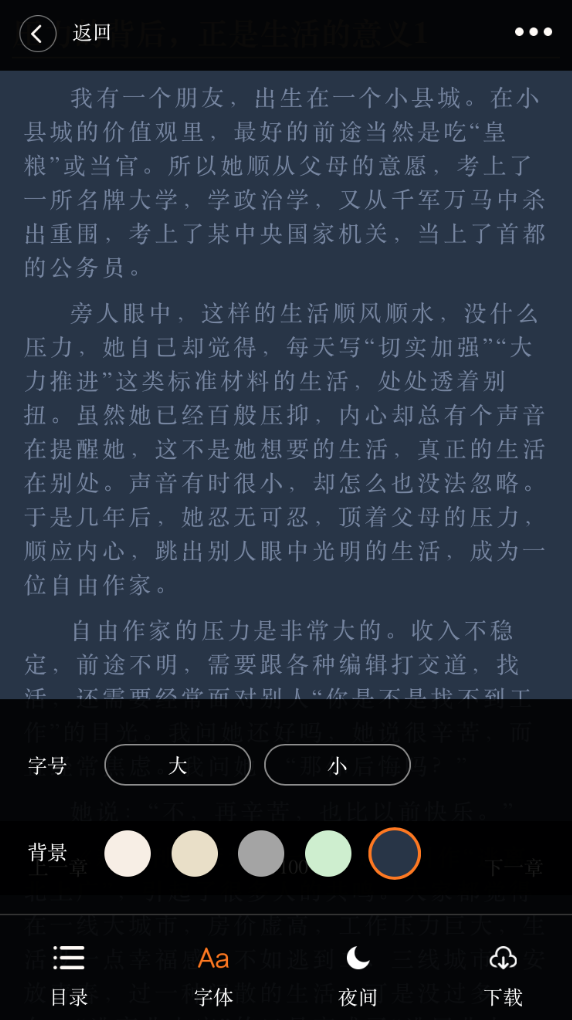 背后，正是生活的意义1
返回
我有一个朋友，出生在一个小县城。在小
县城的价值观里，最好的前途当然是吃“皇
粮”或当官。所以她顺从父母的意愿，考上了
一所名牌大学，学政治学，又从千军万马中杀
出重围，考上了某中央国家机关，当上了首都
的公务员。
旁人眼中，这样的生活顺风顺水，没什么
压力，她自己却觉得，每天写“切实加强”“大
力推进”这类标准材料的生活，处处透着别
扭。虽然她已经百般压抑，内心却总有个声音
在提醒她，这不是她想要的生活，真正的生活
在别处。声音有时很小，却怎么也没法忽略。
于是几年后，她忍无可忍，顶着父母的压力，
顺应内心，跳出别人眼中光明的生活，成为一
位自由作家。
自由作家的压力是非常大的。收入不稳
定，前途不明，需要跟各种编辑打交道，找
活，还需要经常面对别人“你是不是找不到工
作”的目光。我问她还好吗，她说很辛苦，而
字号
大
小
她说：“不，再辛苦，也比以前快乐。”
背景
上一章
下一章
在一线大城市，房价虚高，工作压力巨大，生
目录
Aa
字体
夜间
下载